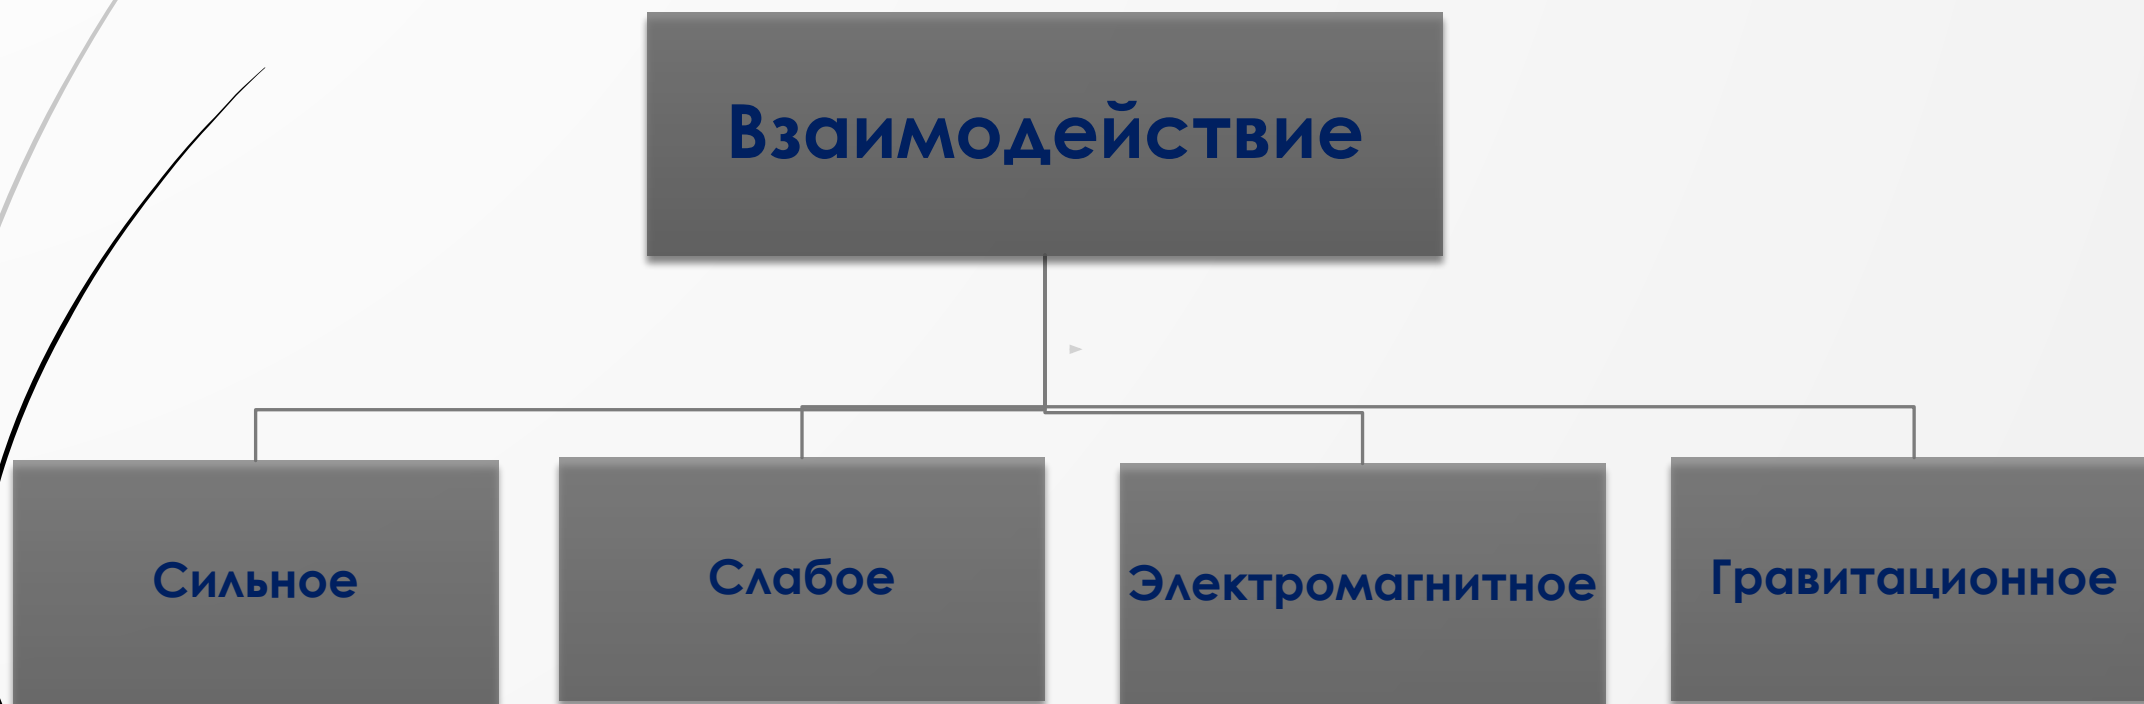 Взаимодействие
Сильное
Слабое
Электромагнитное
Гравитационное